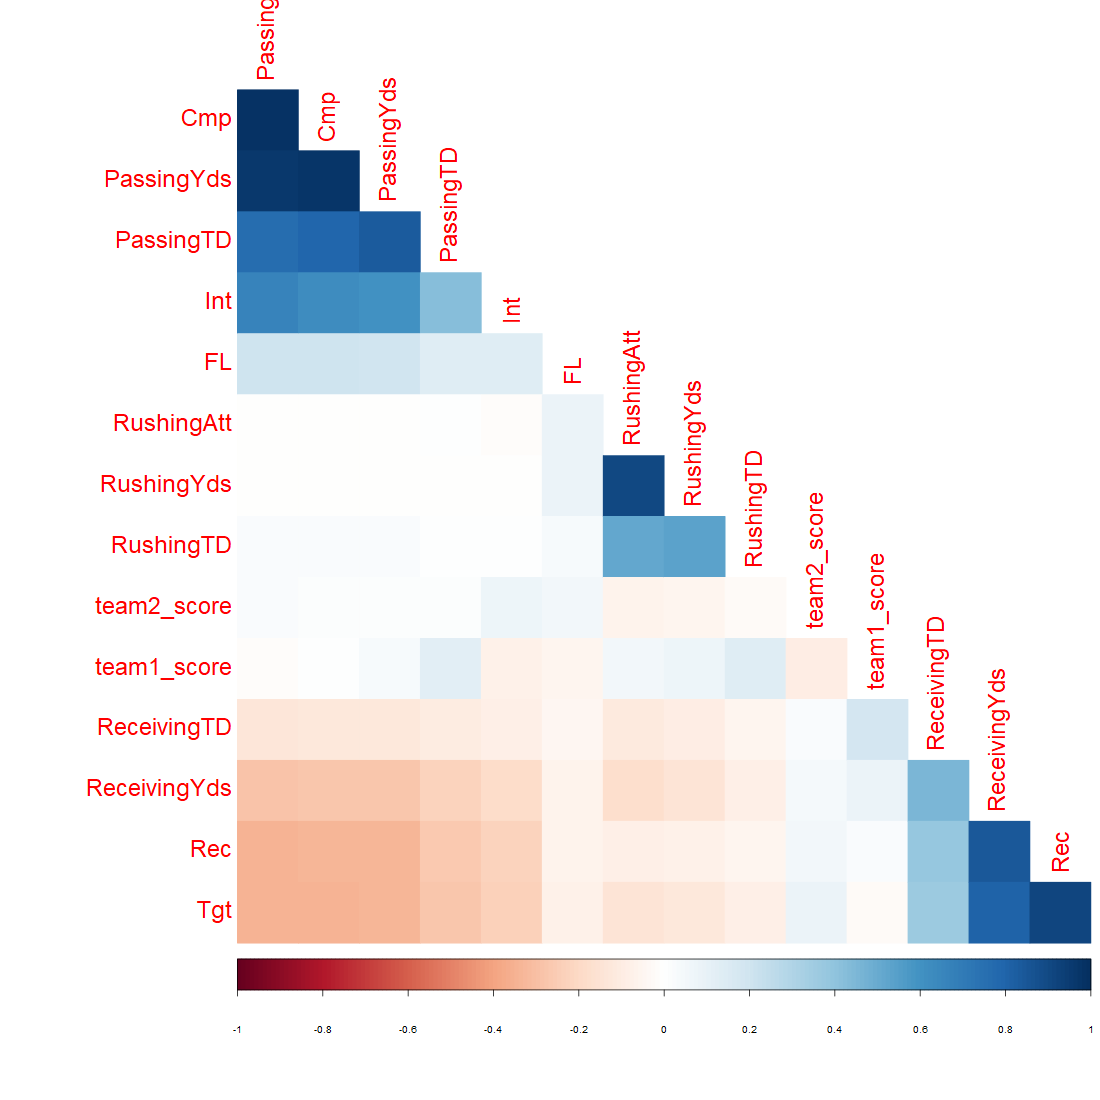 Passing
Cmp
PassingYds
PassingTD
Int
FL
RushingAtt
RushingYds
RushingTD
team2_score
team1_score
ReceivingTD
ReceivingYds
Rec
Cmp
PassingYds
PassingTD
Int
FL
RushingAtt
RushingYds
RushingTD
team2_score
team1_score
ReceivingTD
ReceivingYds
Rec
Tgt
-1 -0.8 -0.6 -0.4 -0.2 0 0.2 0.4 0.6 0.8 1